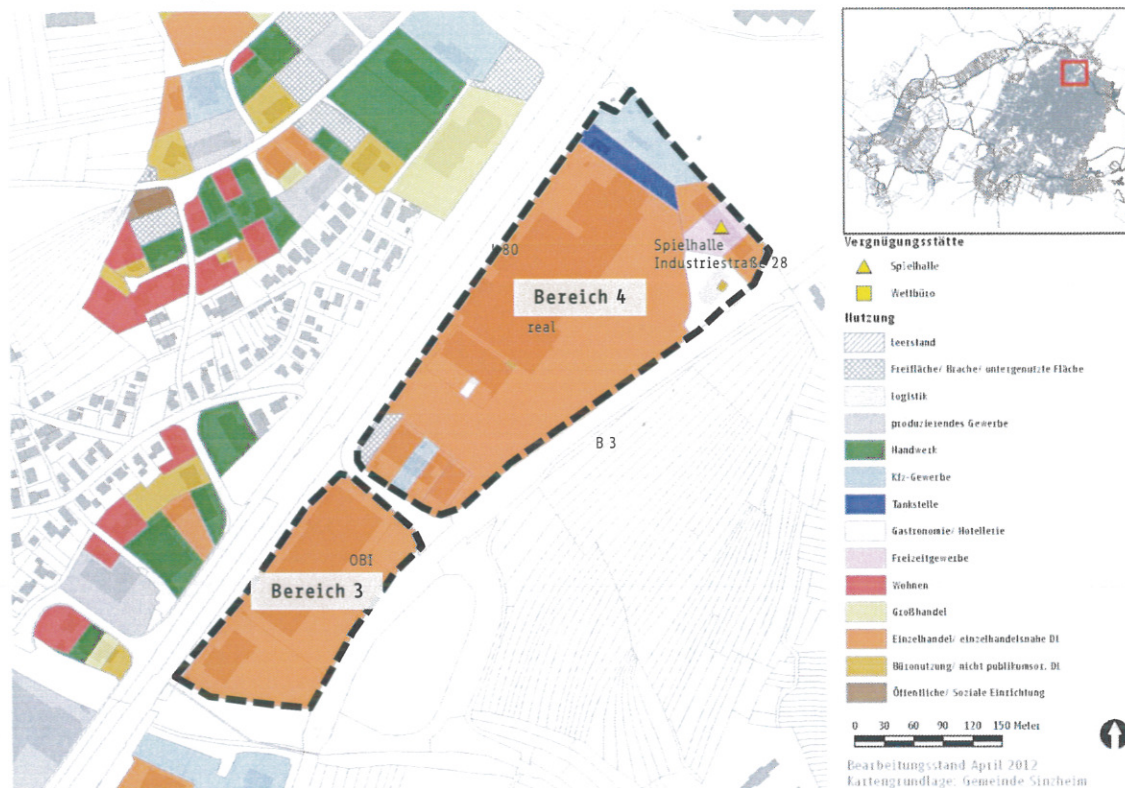 Spielhalle
Industriestraße 28
Bereich 4
real
B 3
OBI
Bereich 3
Vergnügungsstätte
Spielhalle
Wettbüro
Nutzung
Leerstand
Freifläche/ Brache/ untergenutzte Fläche
Logistik
produzierendes Gewerbe
Handwerk
Kfz-Gewerbe
Tankstelle
Gastronomie/ Hotellerie
Freizeitgewerbe
Wohnen
Großhandel
Einzelhandel/ einzelhandelsnahe DL
Büronutzung/ nicht publikumsor. DL
Öffentliche/ Soziale Einrichtung
0 30 60 90 120 150 Meter
Bearbeitungsstand April 2012
Kartengrundlage: Gemeinde Sinzheim